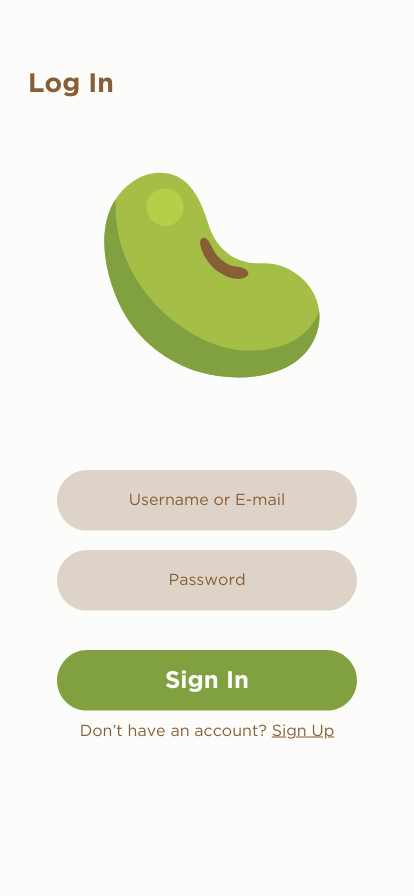 Log In
Username or E-mail
Password
Sign In
Don’t have an account? Sign Up